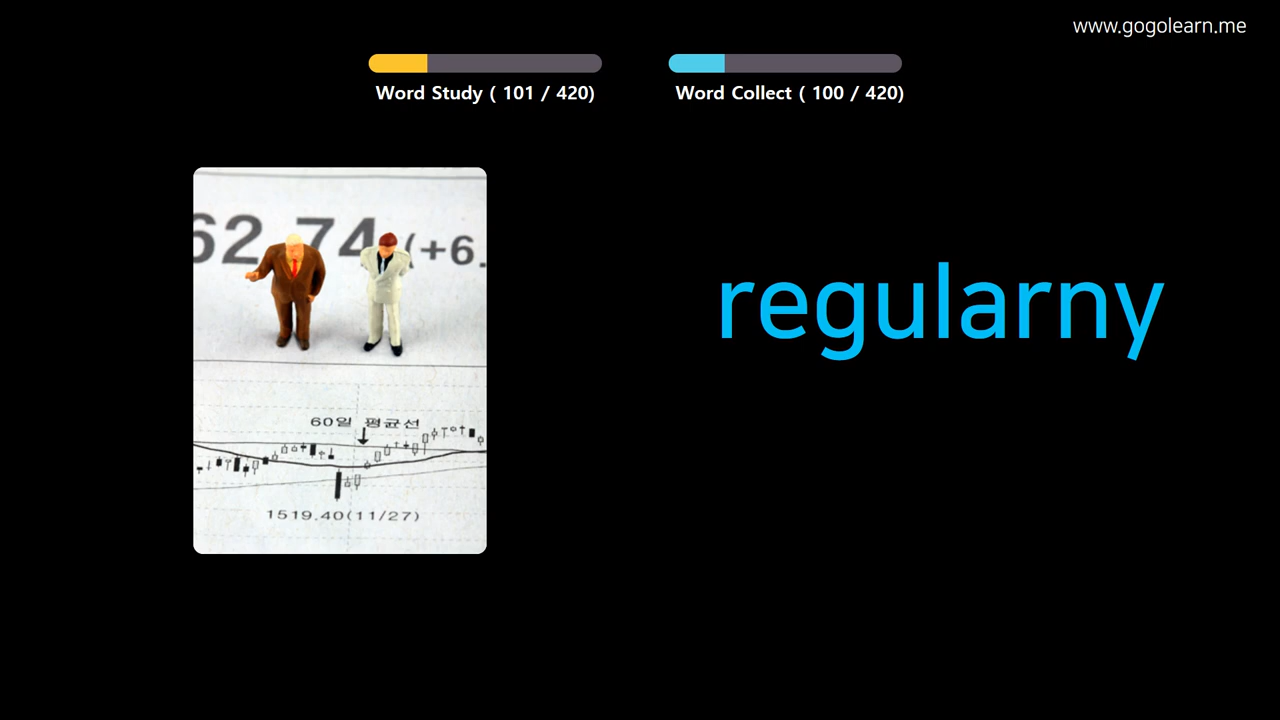 www.gogolearn.me
Word Study ( 101 / 420)
Word Collect ( 100 / 420)
62.74 (+6.
regularny
60일 평균선
1519.40(11/27)